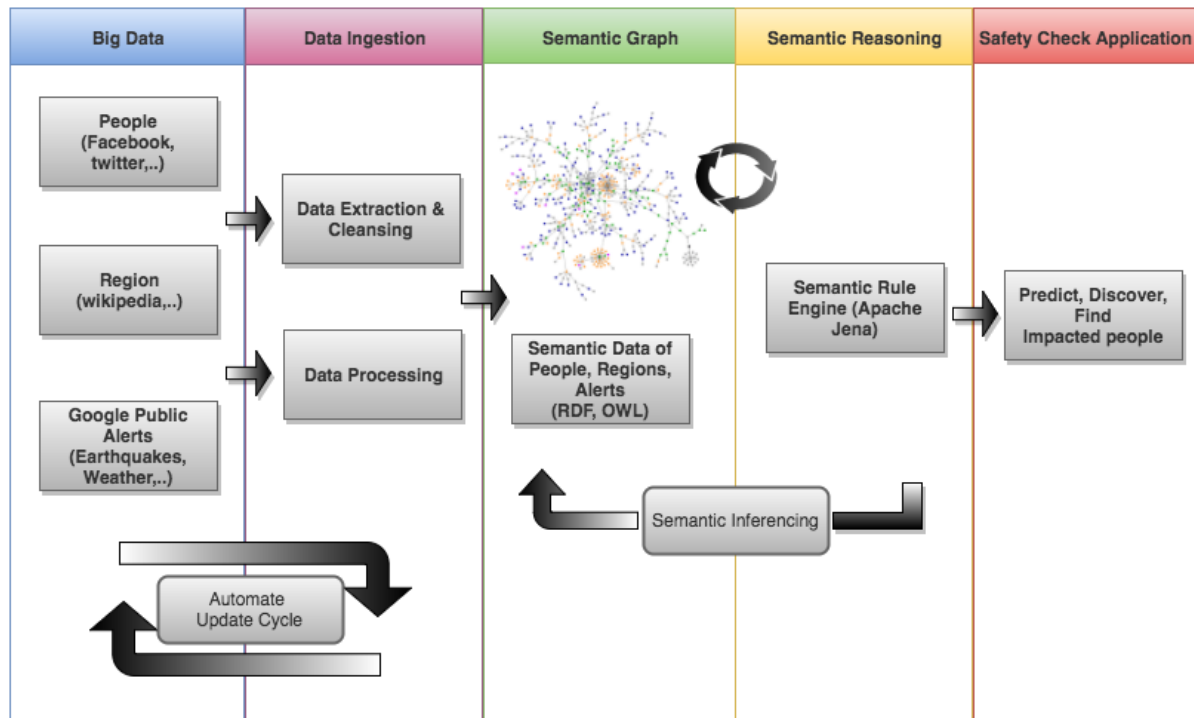 Big Data
Data Ingestion
Semantic Graph
Semantic Reasoning
Safety Check Application
People
(Facebook,
twitter,..)
Region
(wikipedia,..)
Google Public
Alerts
(Earthquakes,
Weather,..)
Automate
Update Cycle
Data Extraction &
Cleansing
Data Processing
Semantic Data of
People, Regions,
Alerts
(RDF, OWL)
Semantic Inferencing
Semantic Rule
Engine (Apache
Jena)
Predict, Discover,
Find
Impacted people